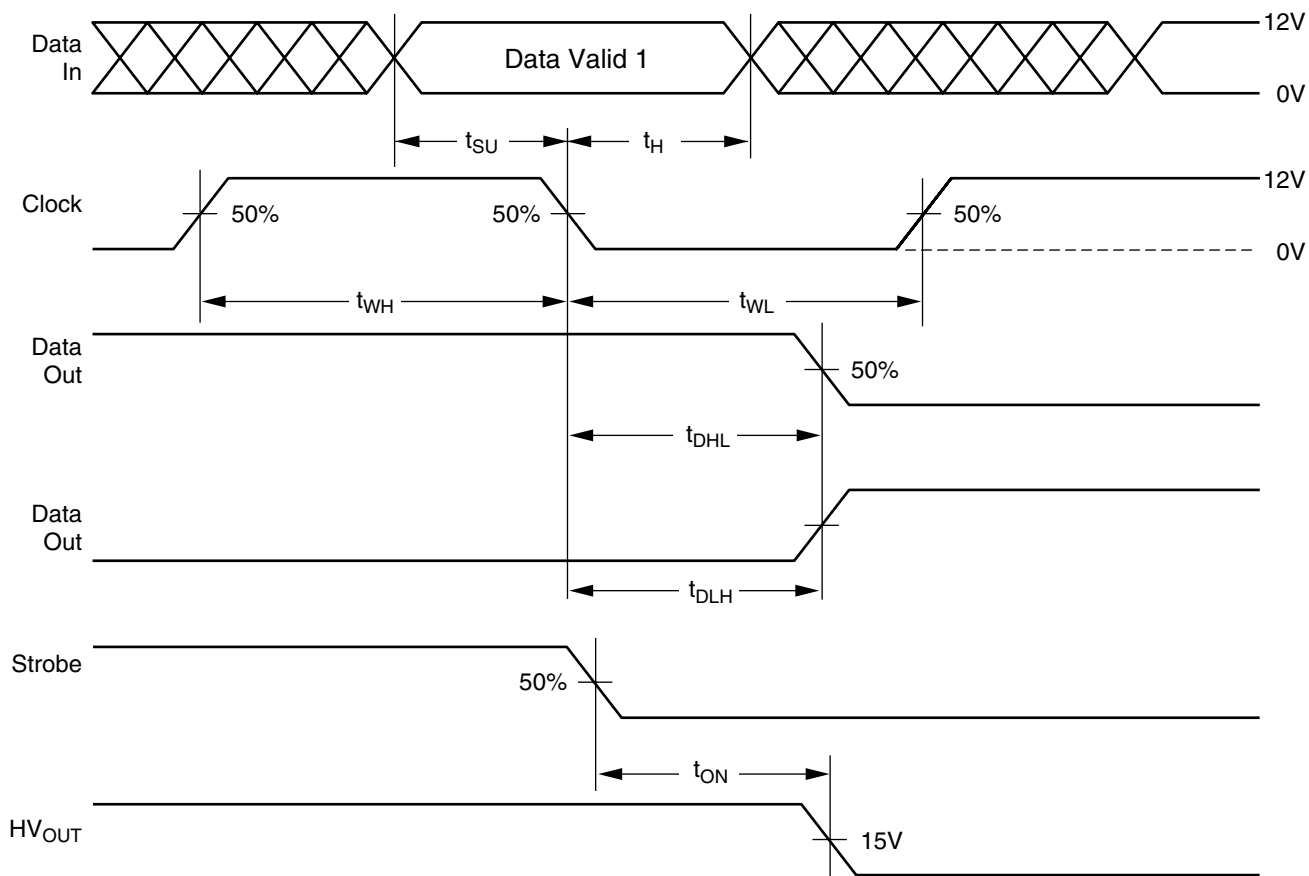 Data In
Data Valid 1
12V
0V
tSU
tH
Clock
50%
50%
50%
12V
0V
tWH
tWL
Data Out
50%
tDHL
Data Out
tDLH
Strobe
50%
tON
HVOUT
15V